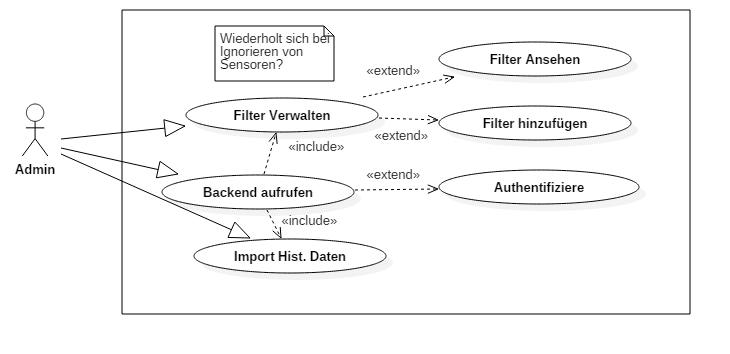 Wiederholt sich bei
Ignorieren von
Sensoren?
«extend»
Filter Ansehen
Filter Verwalten
«extend»
Filter hinzufügen
«include»
Admin
Backend aufrufen
«extend»
Authentifiziere
«include»
Import Hist. Daten